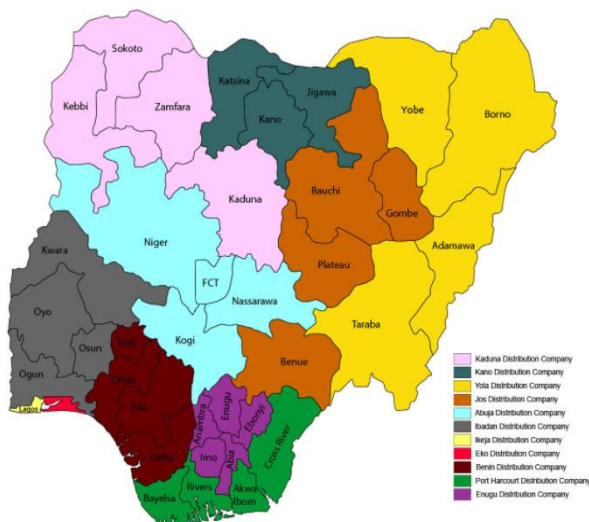 Sokoto
Katsina
Jigawa
Kebbi
Zamfara
Kano
Yobe
Borno
Kaduna
Bauchi
Gombe
Niger
Kwara
Adamawa
FCT
Plateau
Nassarawa
Oyo
Taraba
Kogi
Osun
Ekiti
Benue
Ogun
Ondo
Lagos
Edo
Anambra
Enugu
Ebonyi
Delta
Imo
Abia
Cross River
Bayelsa
Rivers
Akwa
Ibom
Kaduna Distribution Company
Kano Distribution Company
Yola Distribution Company
Jos Distribution Company
Abuja Distribution Company
Ibadan Distribution Company
Ikeja Distribution Company
Eko Distribution Company
Benin Distribution Company
Port Harcourt Distribution Company
Enugu Distribution Company